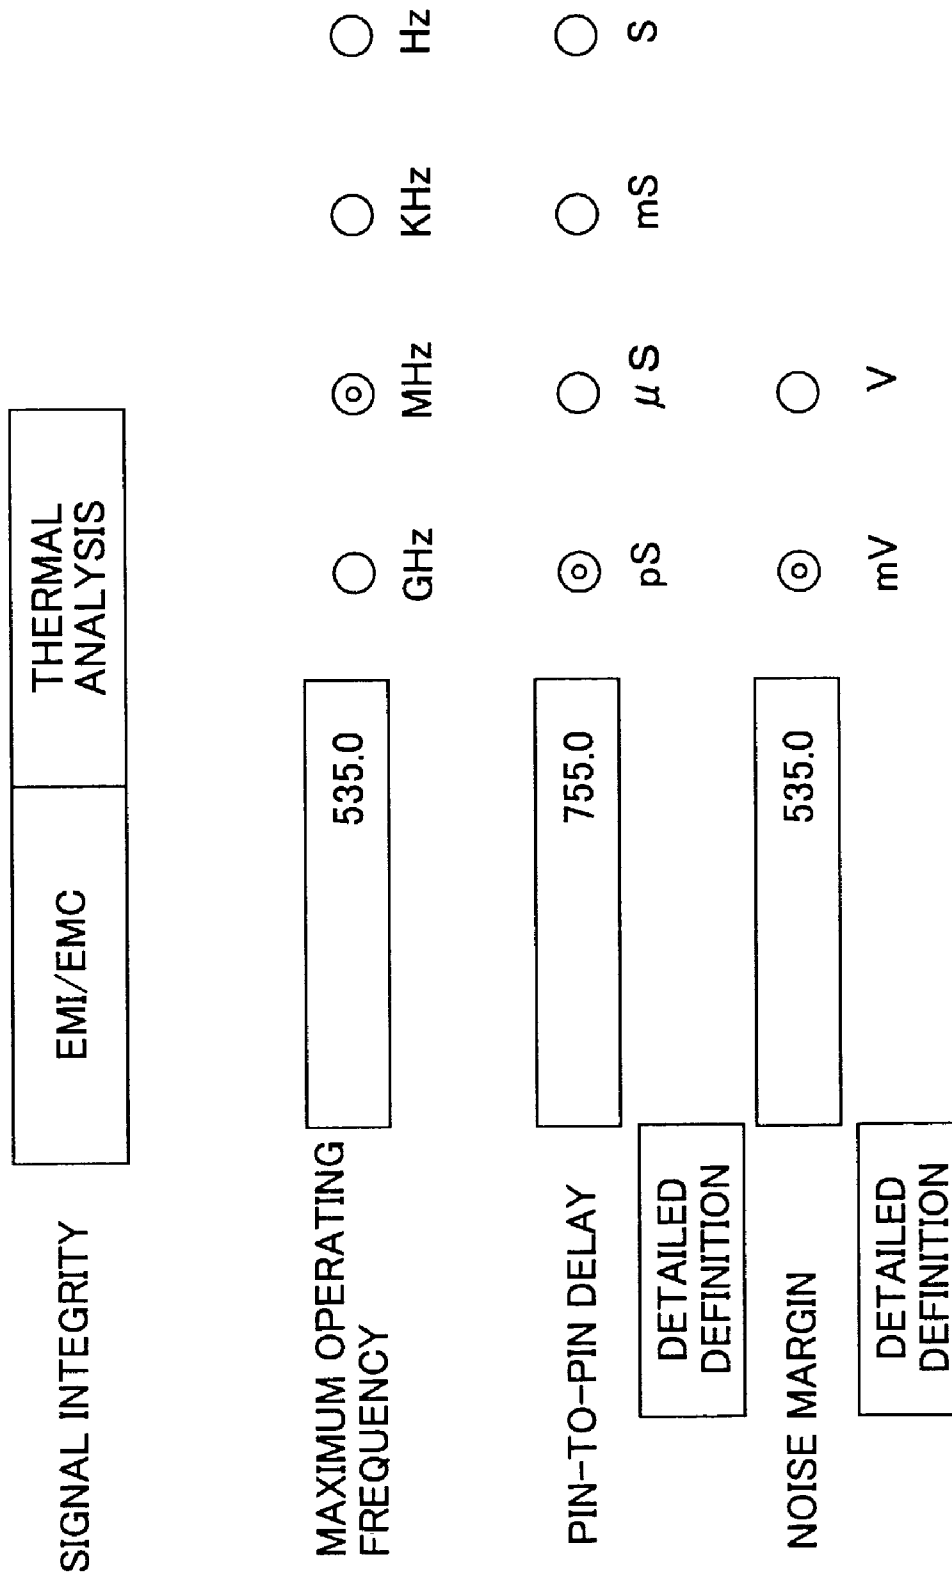 SIGNAL INTEGRITY
EMI/EMC
THERMAL
ANALYSIS
MAXIMUM OPERATING
FREQUENCY
535.0
GHz
MHz
KHz
Hz
PIN-TO-PIN DELAY
755.0
pS
μS
mS
S
DETAILED
DEFINITION
NOISE MARGIN
535.0
mV
V
DETAILED
DEFINITION